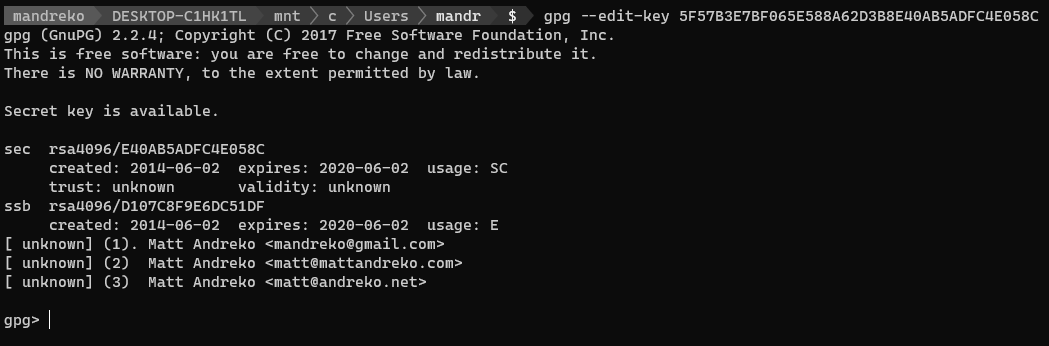 mandreko DESKTOP-C1HK1TL mnt c Users mandr $ gpg --edit-key 5F57B3E7BF065E588A62D3B8E40AB5ADFC4E058C
gpg (GnuPG) 2.2.4; Copyright (C) 2017 Free Software Foundation, Inc.
This is free software: you are free to change and redistribute it.
There is NO WARRANTY, to the extent permitted by law.

Secret key is available.

sec  rsa4096/E40AB5ADFC4E058C
     created: 2014-06-02  expires: 2020-06-02  usage: SC
     trust: unknown       validity: unknown
ssb  rsa4096/D107C8F9E6DC51DF
     created: 2014-06-02  expires: 2020-06-02  usage: E
[ unknown] (1). Matt Andreko <mandreko@gmail.com>
[ unknown] (2)  Matt Andreko <matt@mattandreko.com>
[ unknown] (3)  Matt Andreko <matt@andreko.net>

gpg>